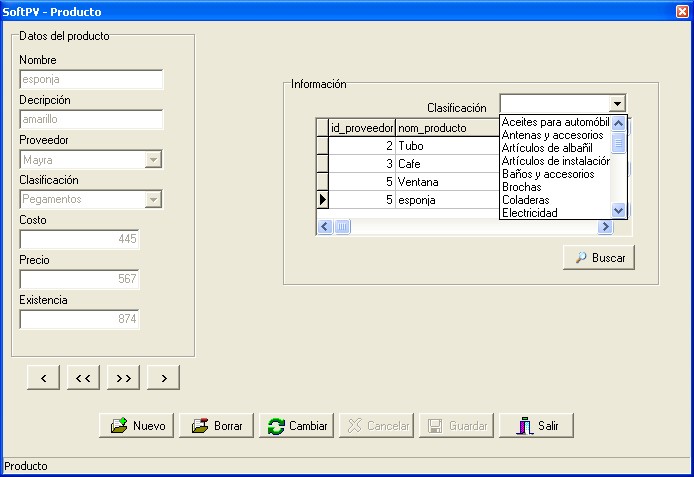 SoftPV - Producto
Datos del producto
Nombre
esponja
Decripción
amarillo
Proveedor
Mayra
Clasificación
Pegamentos
Costo
445
Precio
567
Existencia
874
< << >> >
Información
Clasificación
Aceites para automóbil
Antenas y accesorios
Artículos de albañil
Artículos de instalación
Baños y accesorios
Brochas
Coladeras
Electricidad
id_proveedor nom_producto
2 Tubo
3 Cafe
5 Ventana
5 esponja
Buscar
Nuevo Borrar Cambiar Cancelar Guardar Salir
Producto